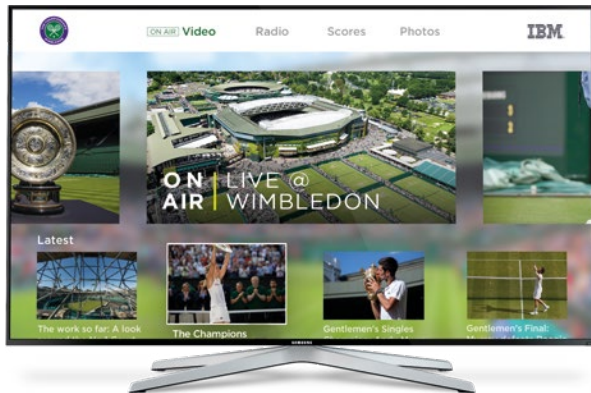 ON AIR Video Radio Scores Photos IBM
ON LIVE @
AIR WIMBLEDON
Latest
The work so far: A look
The Champions
Gentlemen's Singles
Gentlemen's Final:
SAMSUNG